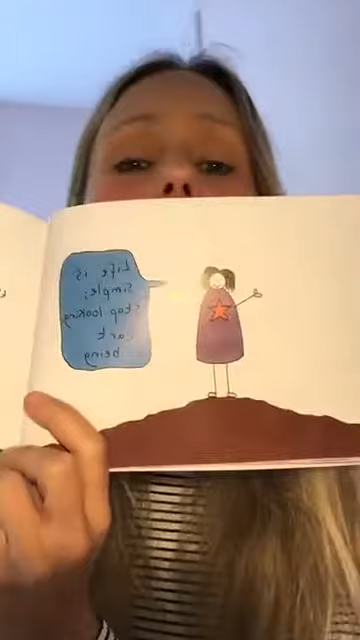 Life is
simple;
stop looking
&
start
being